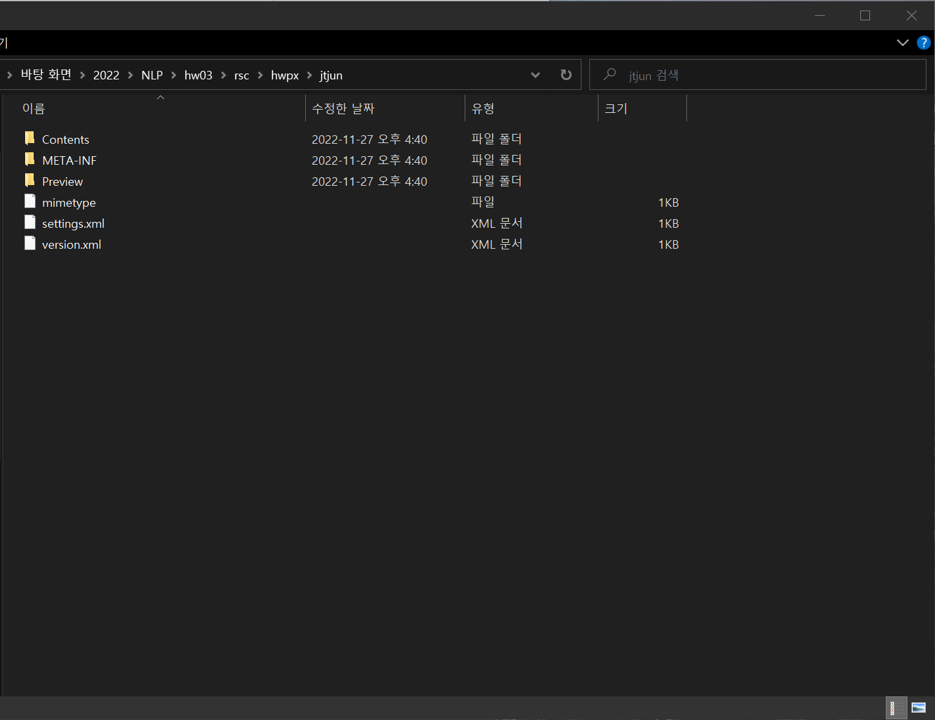 기
바탕 화면 2022 NLP hw03 rsc hwpx jtjun jtjun 검색
이름 수정한 날짜 유형 크기
Contents 2022-11-27 오후 4:40 파일 폴더
META-INF 2022-11-27 오후 4:40 파일 폴더
Preview 2022-11-27 오후 4:40 파일 폴더
mimetype 파일 1KB
settings.xml XML 문서 1KB
version.xml XML 문서 1KB